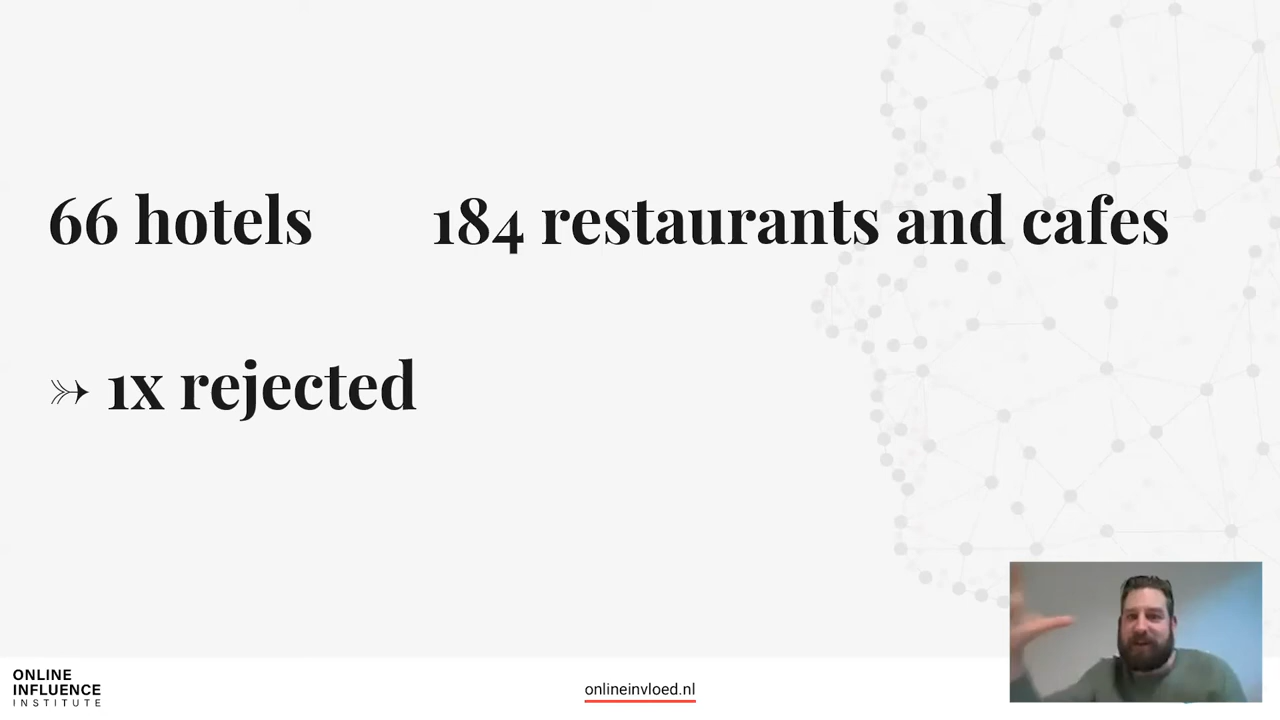 66 hotels 184 restaurants and cafes
➳ 1x rejected
ONLINE
INFLUENCE
INSTITUTE
onlineinvloed.nl